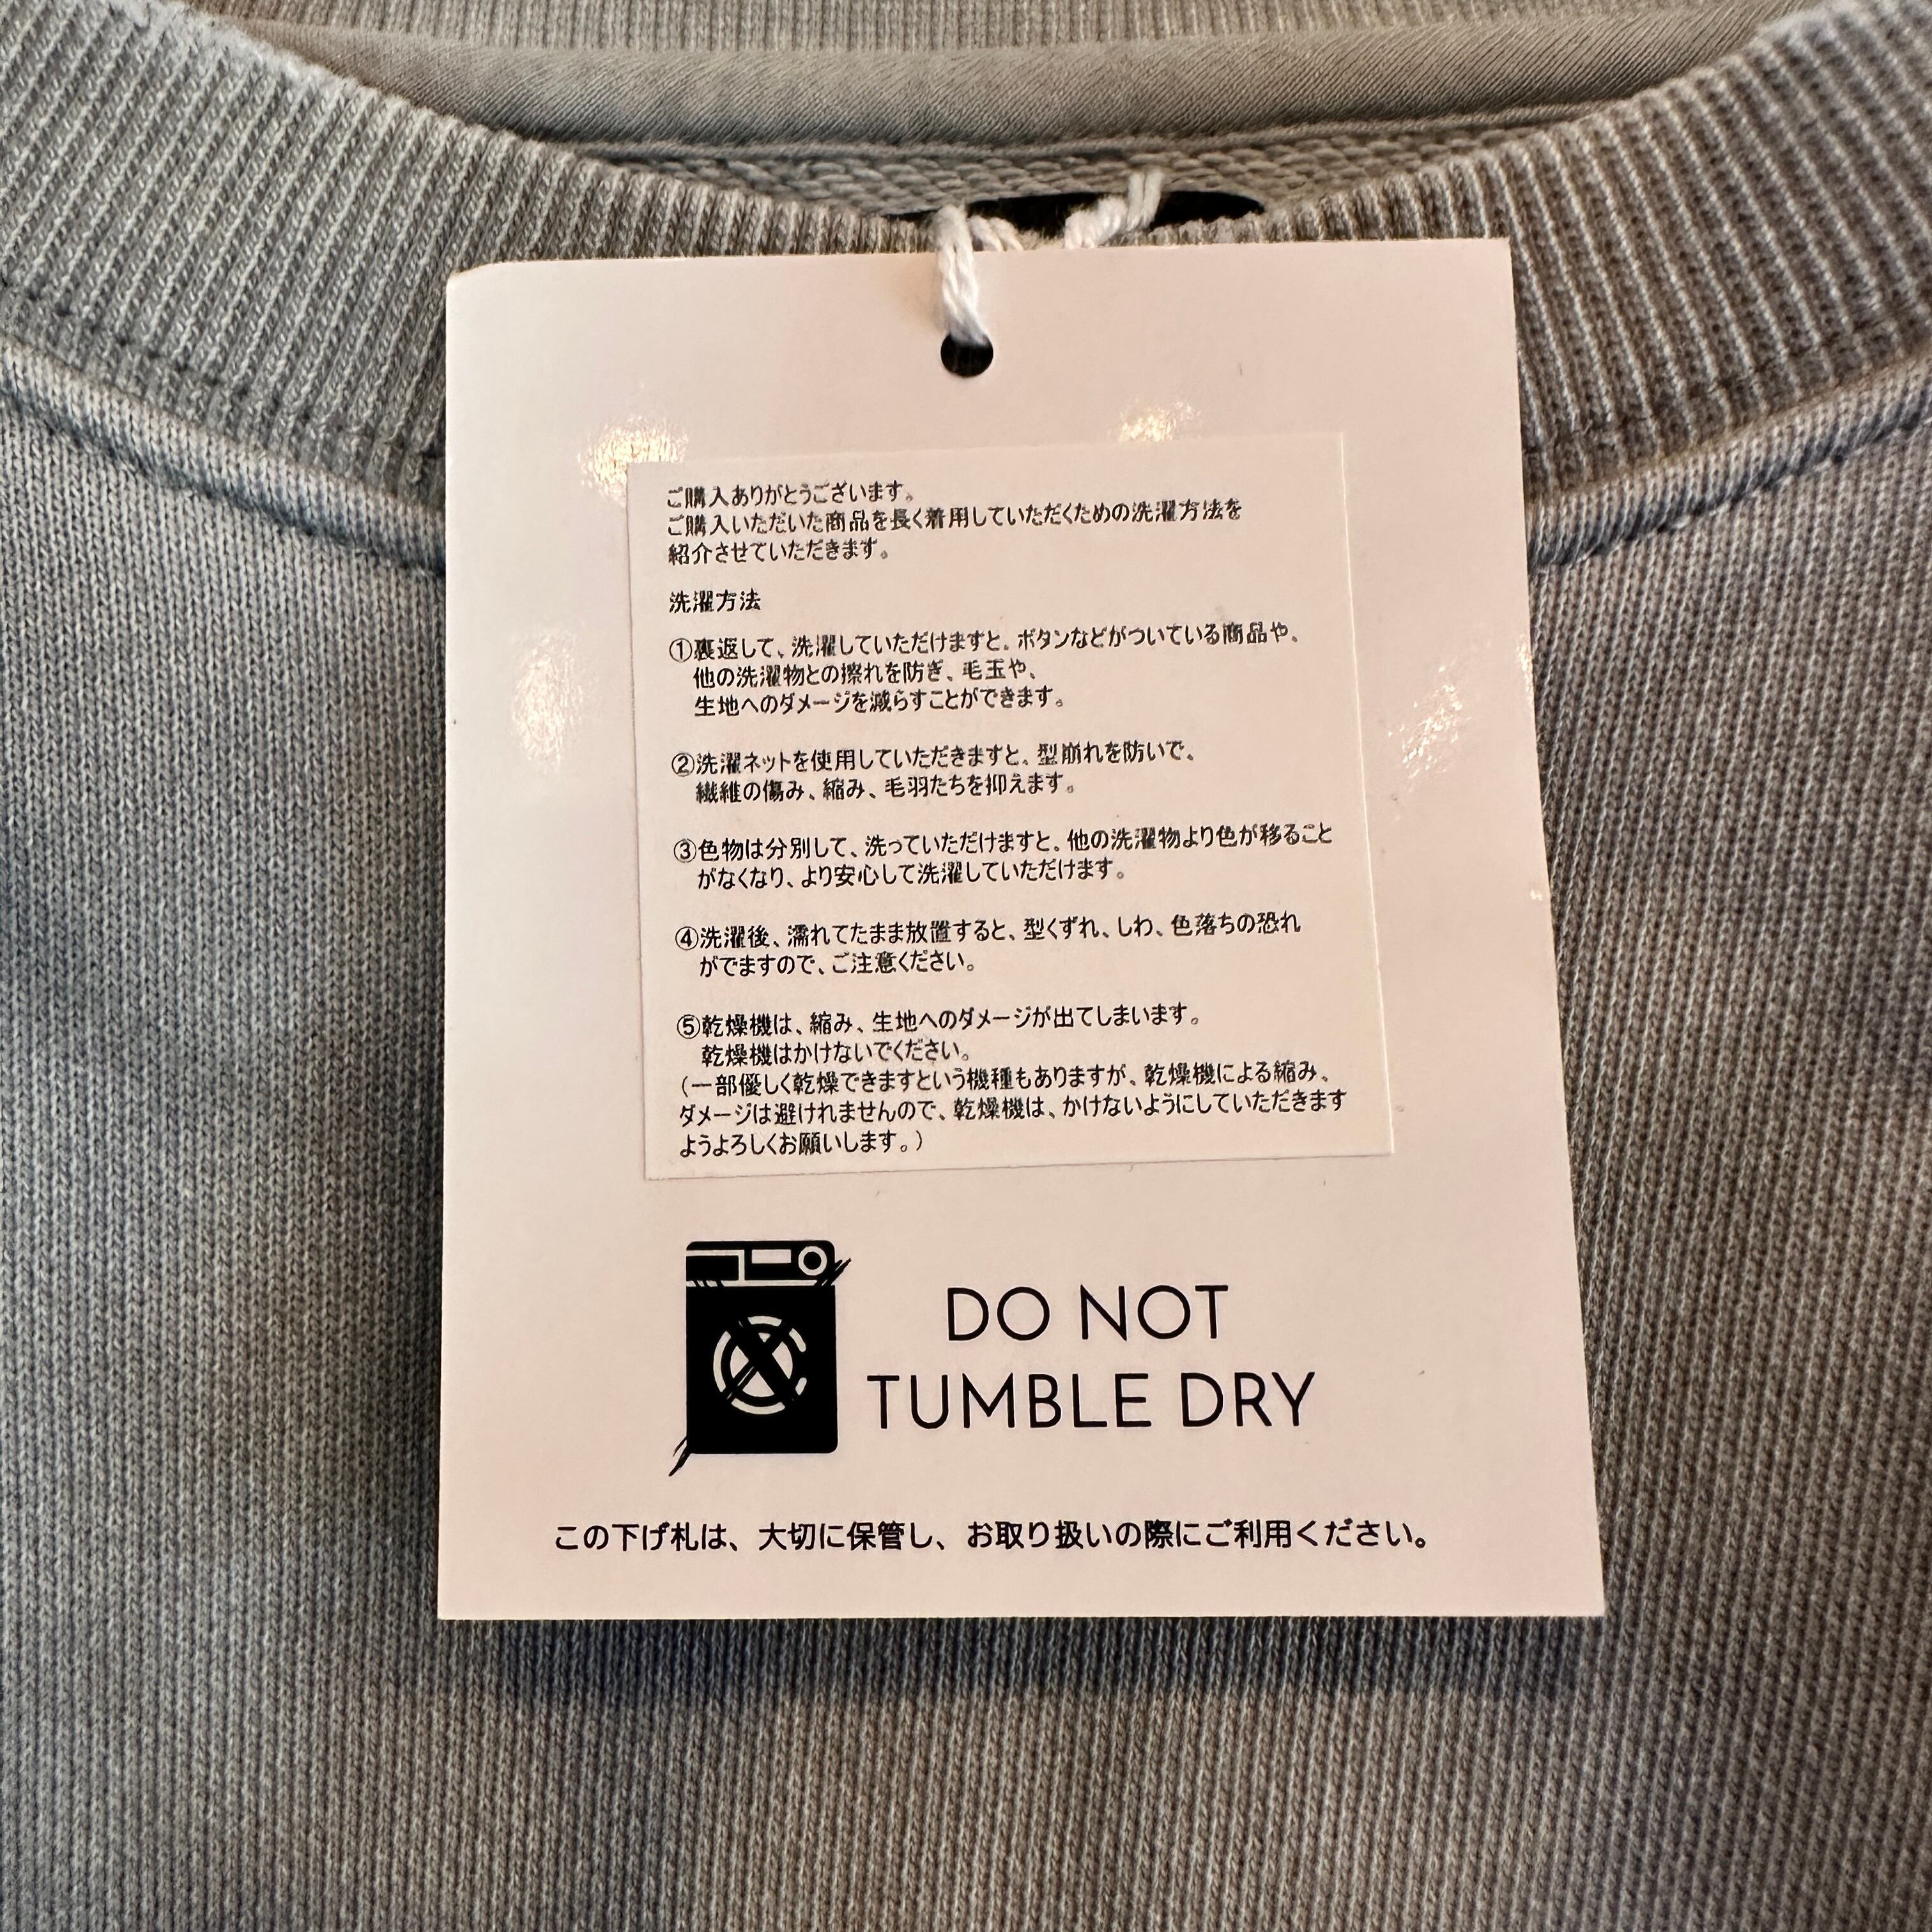 ご購入ありがとうございます。
ご購入いただいた商品を長く着用していただくための洗濯方法を
紹介させていただきます。
洗濯方法
①裏返して、洗濯していただけますと。ボタンなどがついている商品や、
他の洗濯物との擦れを防ぎ、毛玉や、
生地へのダメージを減らすことができます。
②洗濯ネットを使用していただきますと、型崩れを防いで。
繊維の傷み、縮み、毛羽たちを抑えます。
③色物は分別して、洗っていただけますと。他の洗濯物より色が移ること
がなくなり、より安心して洗濯していただけます。
④洗濯後、濡れてたまま放置すると、型くずれ、しわ、色落ちの恐れ
がでますので、ご注意ください。
⑤乾燥機は、縮み、生地へのダメージが出てしまいます。
乾燥機はかけないでください。
(一部優しく乾燥できますという機種もありますが、乾燥機による縮み、
ダメージは避けれませんので、乾燥機は、かけないようにしていただきます
ようよろしくお願いします。)
DO NOT
TUMBLE DRY
この下げ札は、大切に保管し、お取り扱いの際にご利用ください。